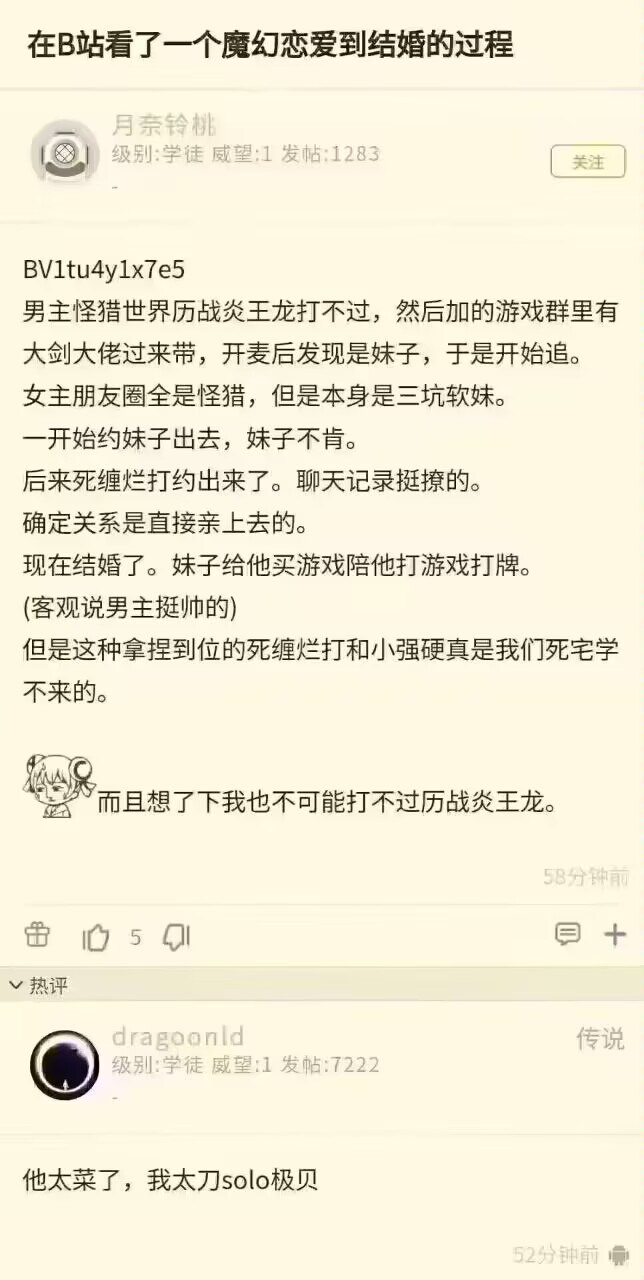 在B站看了一个魔幻恋爱到结婚的过程
月奈铃桃
级别:学徒 威望:1 发帖:1283
-
关注
BV1tu4y1x7e5
男主怪猎世界历战炎王龙打不过，然后加的游戏群里有
大剑大佬过来带，开麦后发现是妹子，于是开始追。
女主朋友圈全是怪猎，但是本身是三坑软妹。
一开始约妹子出去，妹子不肯。
后来死缠烂打约出来了。聊天记录挺撩的。
确定关系是直接亲上去的。
现在结婚了。妹子给他买游戏陪他打游戏打牌。
(客观说男主挺帅的)
但是这种拿捏到位的死缠烂打和小强硬真是我们死宅学
不来的。
而且想了下我也不可能打不过历战炎王龙。
58分钟前
5
热评
dragoonld
传说
级别:学徒 威望:1 发帖:7222
-
他太菜了，我太刀solo极贝
52分钟前